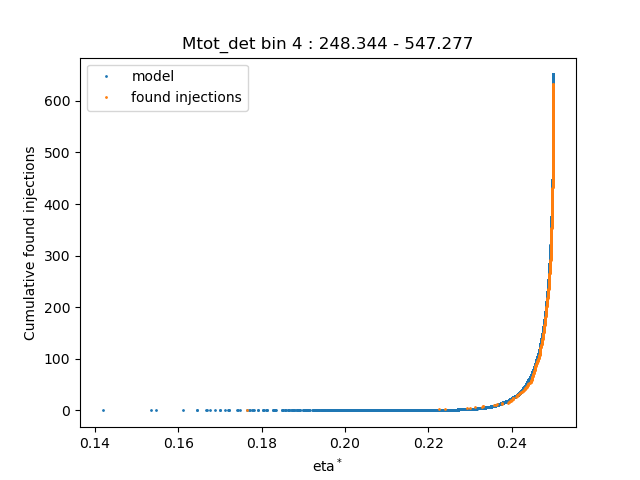 Mtot_det bin 4 : 248.344 - 547.277
model
found injections
Cumulative found injections
600
500
400
300
200
100
0
0.14 0.16 0.18 0.20 0.22 0.24
eta*